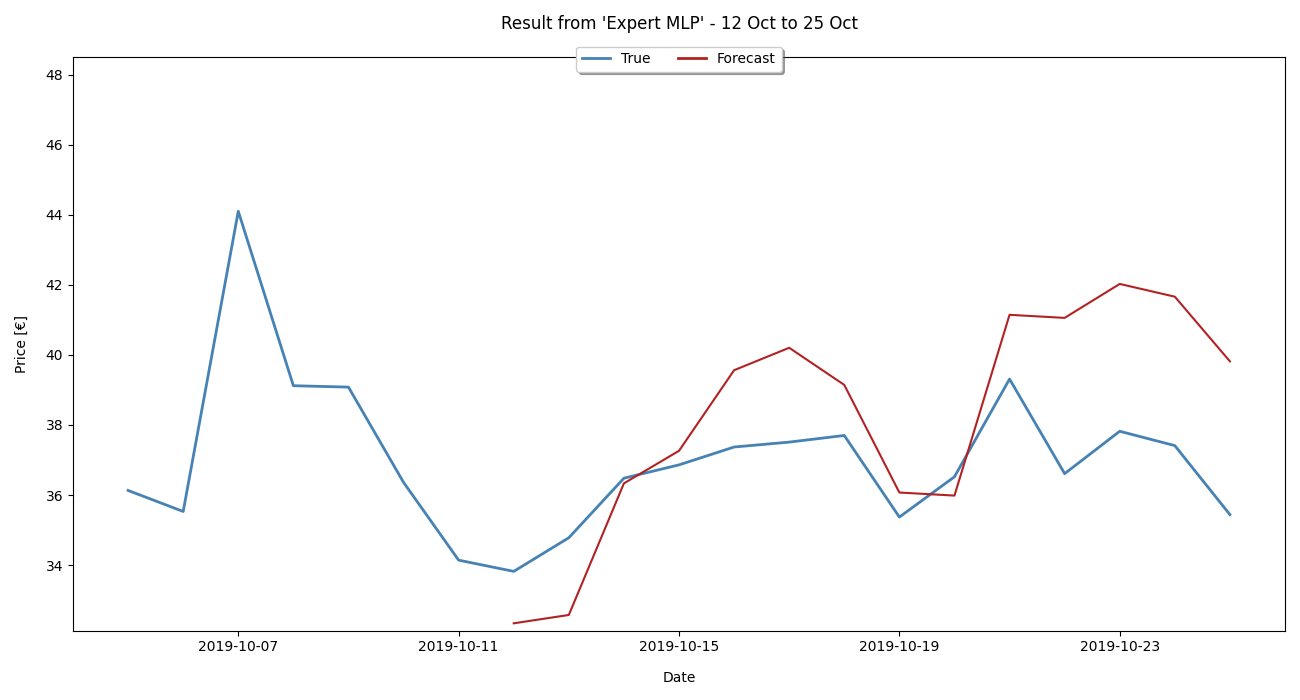 Result from 'Expert MLP' - 12 Oct to 25 Oct
True Forecast
48
46
44
42
40
38
36
34
Price [€]
2019-10-07 2019-10-11 2019-10-15 2019-10-19 2019-10-23
Date